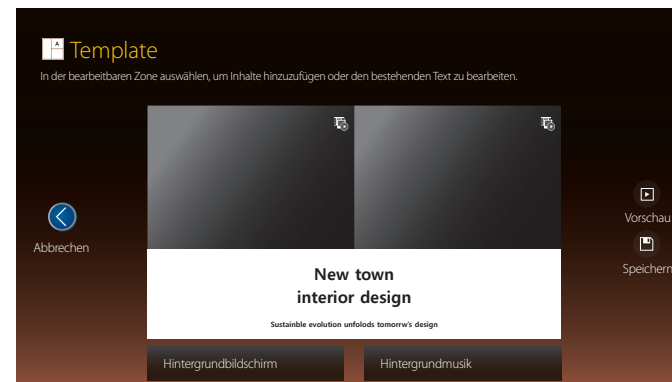 Template
In der bearbeitbaren Zone auswählen, um Inhalte hinzuzufügen oder den bestehenden Text zu bearbeiten.
Abbrechen
New town
interior design
Sustainble evolution unfolods tomorrw's design
Vorschau
Speichern
Hintergrundbildschirm
Hintergrundmusik